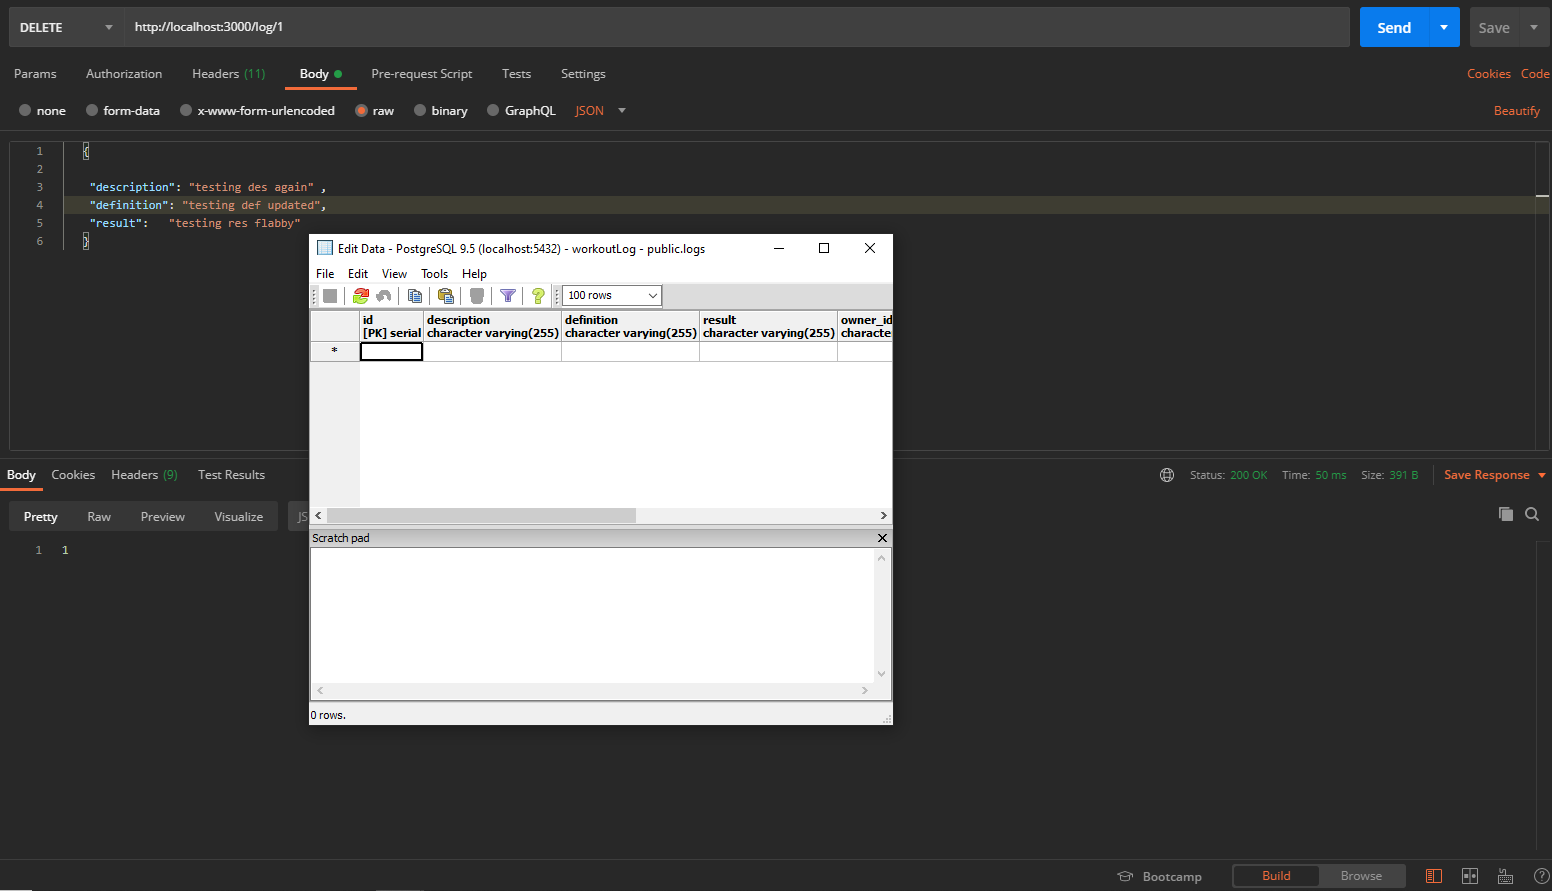 DELETE http://localhost:3000/log/1 Send Save
Params Authorization Headers (11) Body Pre-request Script Tests Settings Cookies Code
none form-data x-www-form-urlencoded raw binary GraphQL JSON Beautify
1 {
2
3 "description": "testing des again" ,
4 "definition": "testing def updated",
5 "result": "testing res flabby"
6 }
Edit Data - PostgreSQL 9.5 (localhost:5432) - workoutLog - public.logs
File Edit View Tools Help
100 rows
id description definition result owner_id
[PK] serial character varying(255) character varying(255) character varying(255) characte
*
Body Cookies Headers (9) Test Results Status: 200 OK Time: 50 ms Size: 391 B Save Response
Pretty Raw Preview Visualize JS
1 1
Scratch pad
0 rows.
Bootcamp Build Browse